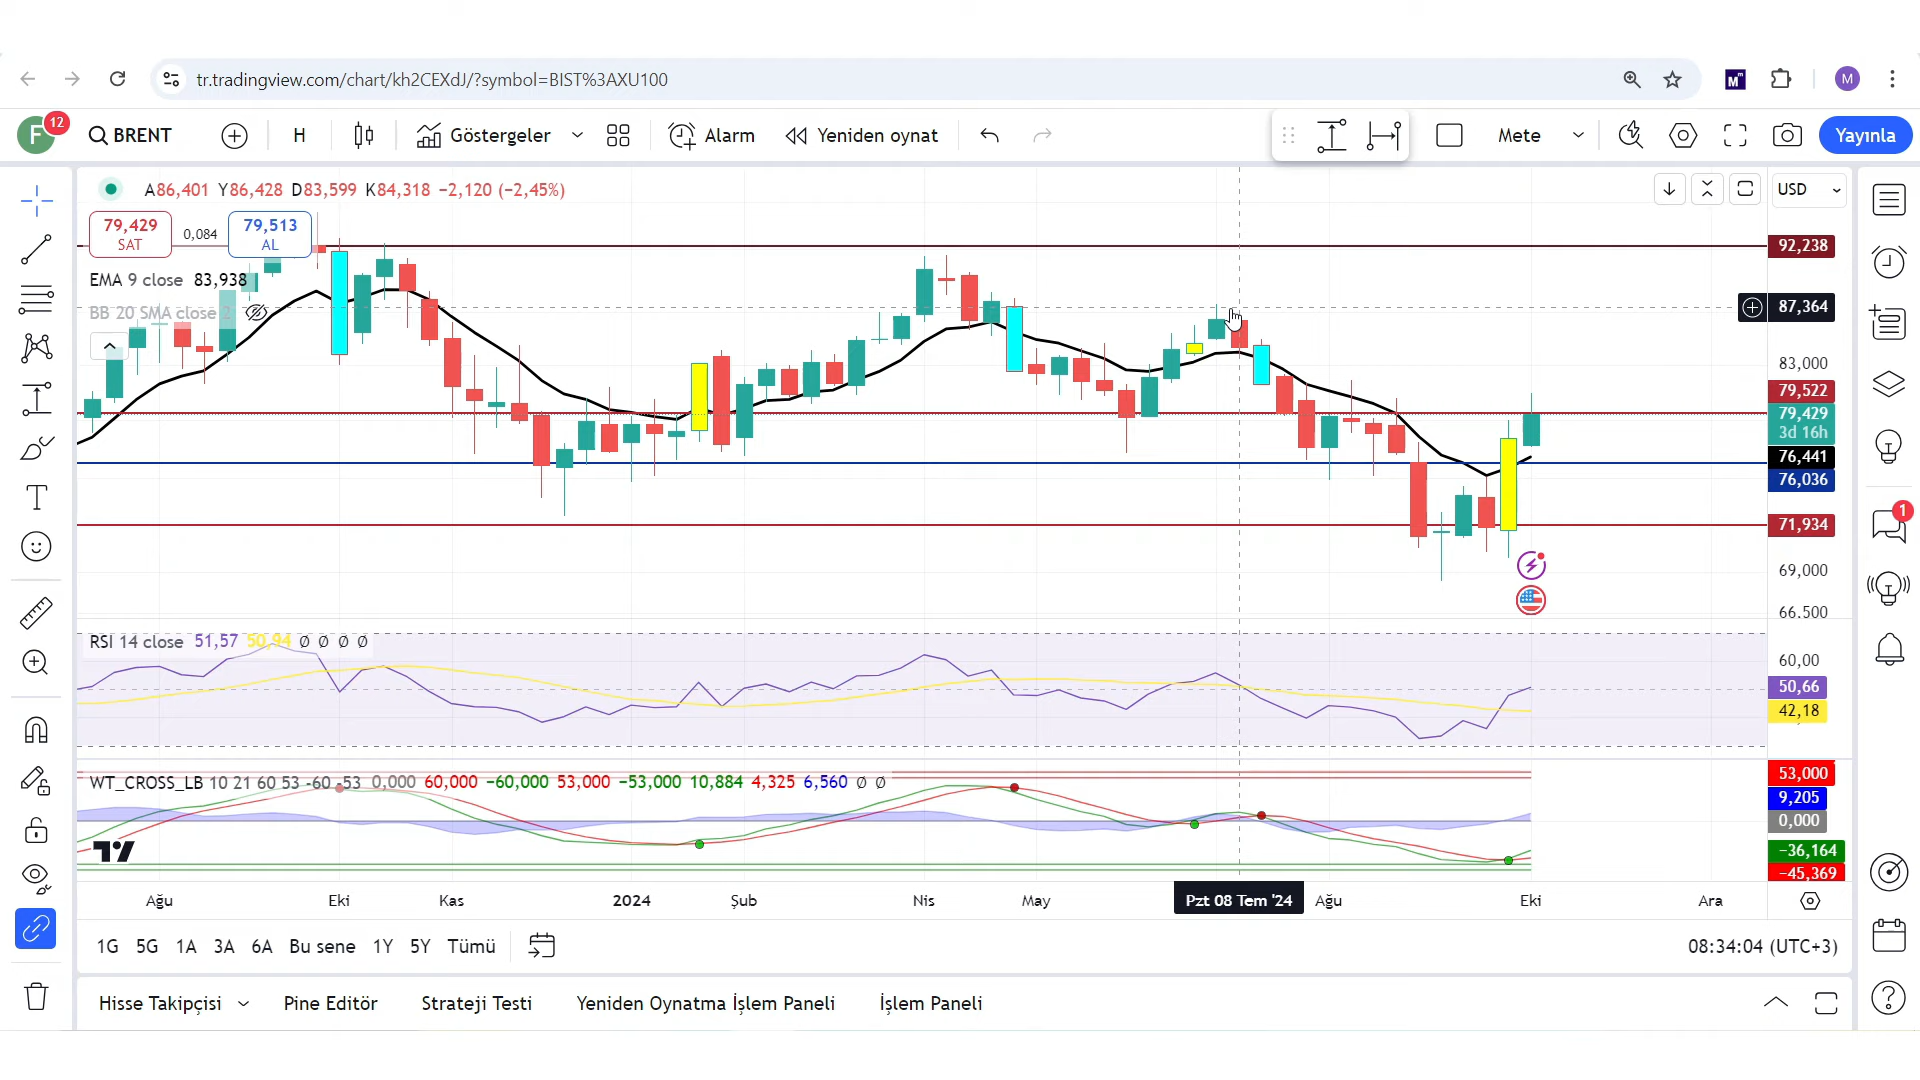 tr.tradingview.com/chart/kh2CEXdJ/?symbol=BIST%3AXU100
M
F 12 BRENT H Göstergeler Alarm Yeniden oynat Mete Yayınla
A86,401 Y86,428 D83,599 K84,318 −2,120 (−2,45%)
USD
79,429 SAT
0,084
79,513 AL
EMA 9 close 83,938
BB 20 SMA close 2
92,238
87,364
83,000
79,522
79,429
3d 16h
76,441
76,036
71,934
69,000
66,500
RSI 14 close 51,57 50,94 Ø Ø Ø Ø
60,00
50,66
42,18
WT_CROSS_LB 10 21 60 53 -60 -53 0,000 60,000 −60,000 53,000 −53,000 10,884 4,325 6,560 Ø Ø
53,000
9,205
0,000
−36,164
−45,369
Ağu Eki Kas 2024 Şub Nis May Pzt 08 Tem '24 Ağu Eki Ara
1G 5G 1A 3A 6A Bu sene 1Y 5Y Tümü
08:34:04 (UTC+3)
Hisse Takipçisi Pine Editör Strateji Testi Yeniden Oynatma İşlem Paneli İşlem Paneli
1